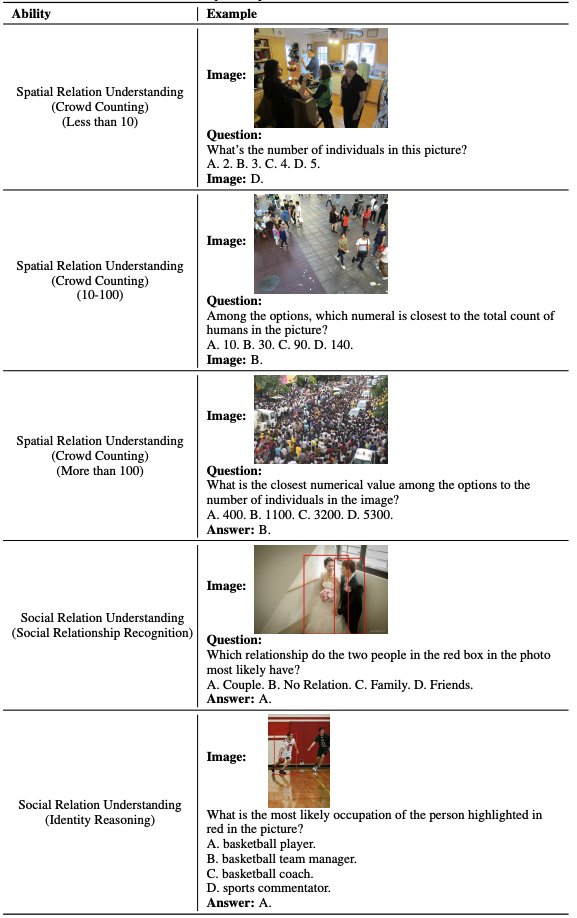 Ability
Example
Spatial Relation Understanding
(Crowd Counting)
(Less than 10)
Image:
Question:
What's the number of individuals in this picture?
A. 2. B. 3. C. 4. D. 5.
Image: D.
Spatial Relation Understanding
(Crowd Counting)
(10-100)
Image:
Question:
Among the options, which numeral is closest to the total count of
humans in the picture?
A. 10. B. 30. C. 90. D. 140.
Image: B.
Spatial Relation Understanding
(Crowd Counting)
(More than 100)
Image:
Question:
What is the closest numerical value among the options to the
number of individuals in the image?
A. 400. B. 1100. C. 3200. D. 5300.
Answer: B.
Social Relation Understanding
(Social Relationship Recognition)
Image:
Question:
Which relationship do the two people in the red box in the photo
most likely have?
A. Couple. B. No Relation. C. Family. D. Friends.
Answer: A.
Social Relation Understanding
(Identity Reasoning)
Image:
What is the most likely occupation of the person highlighted in
red in the picture?
A. basketball player.
B. basketball team manager.
C. basketball coach.
D. sports commentator.
Answer: A.